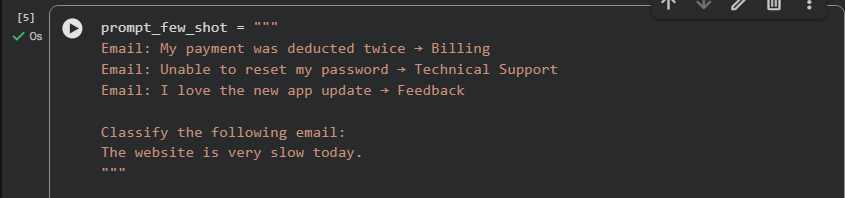 [5]
0s
prompt_few_shot = """
Email: My payment was deducted twice → Billing
Email: Unable to reset my password → Technical Support
Email: I love the new app update → Feedback
Classify the following email:
The website is very slow today.
"""